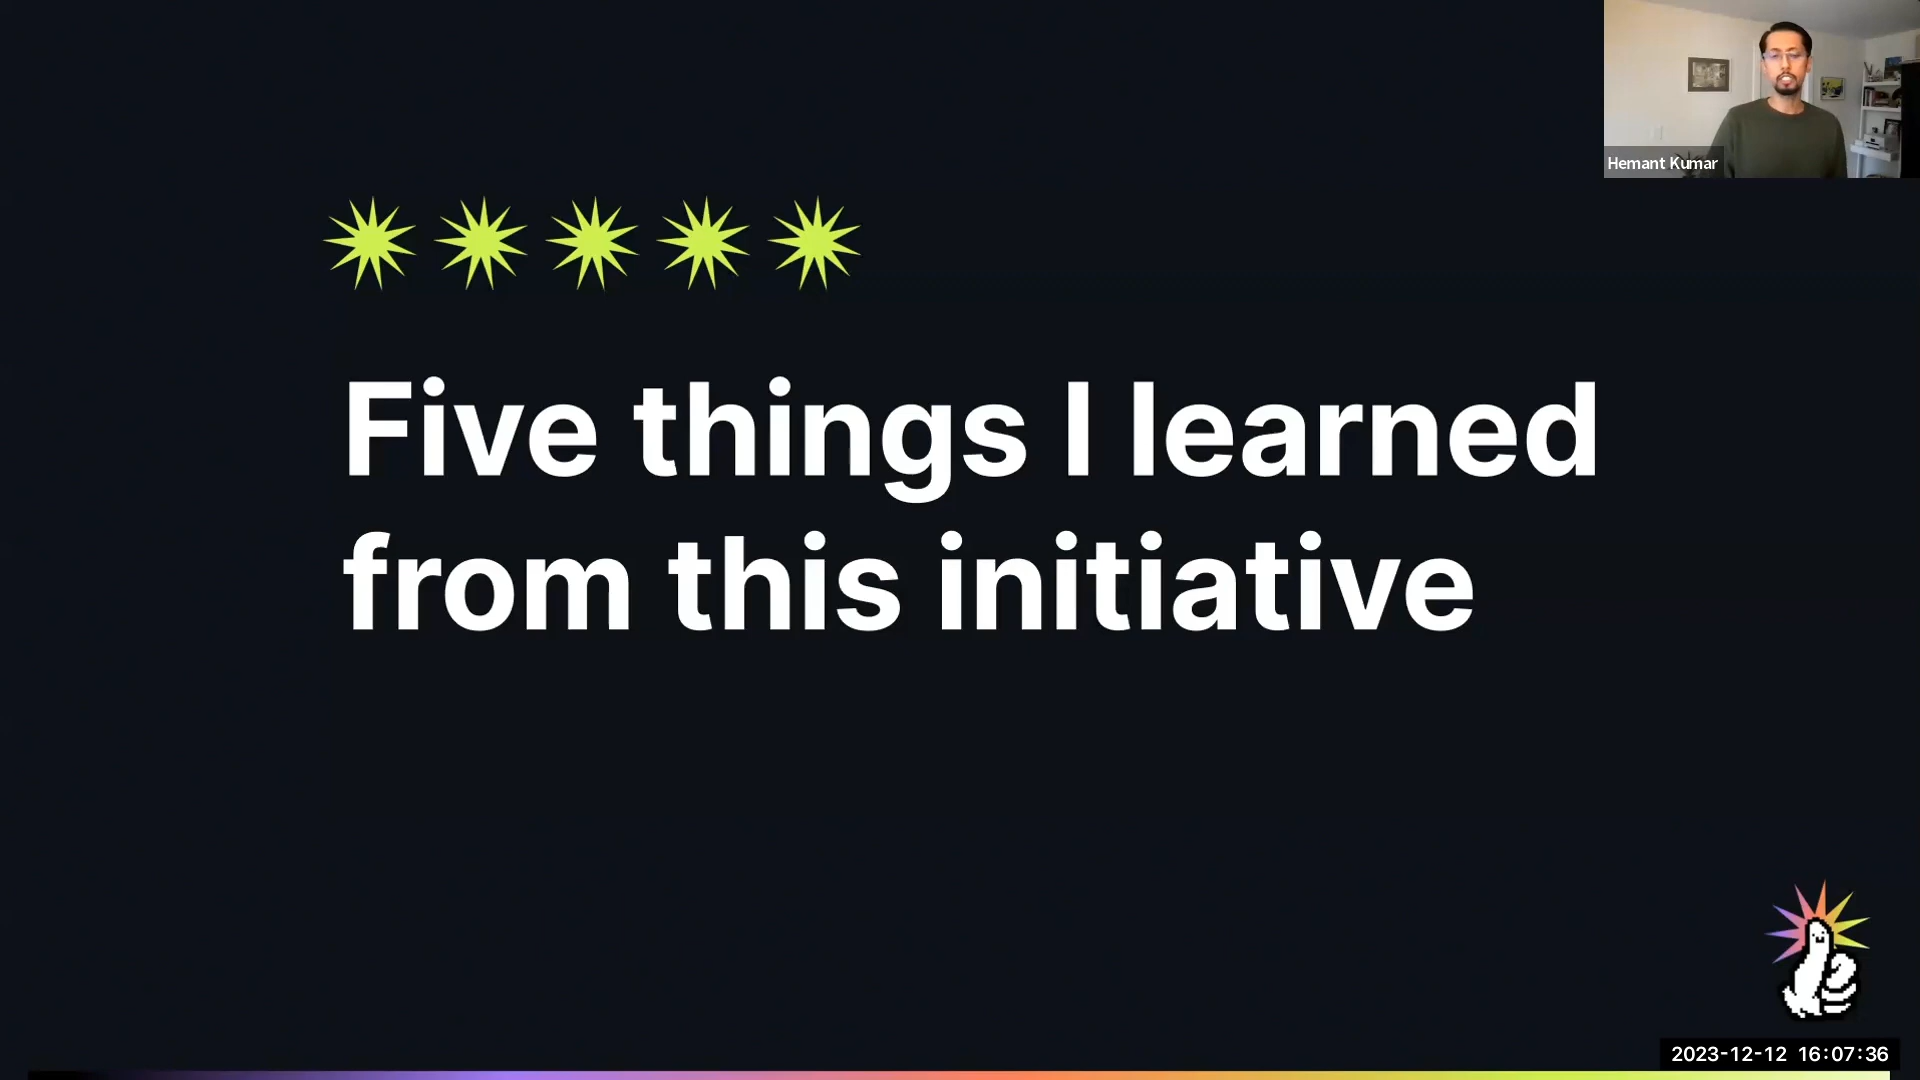 Hemant Kumar
Five things I learned
from this initiative
2023-12-12 16:07:36